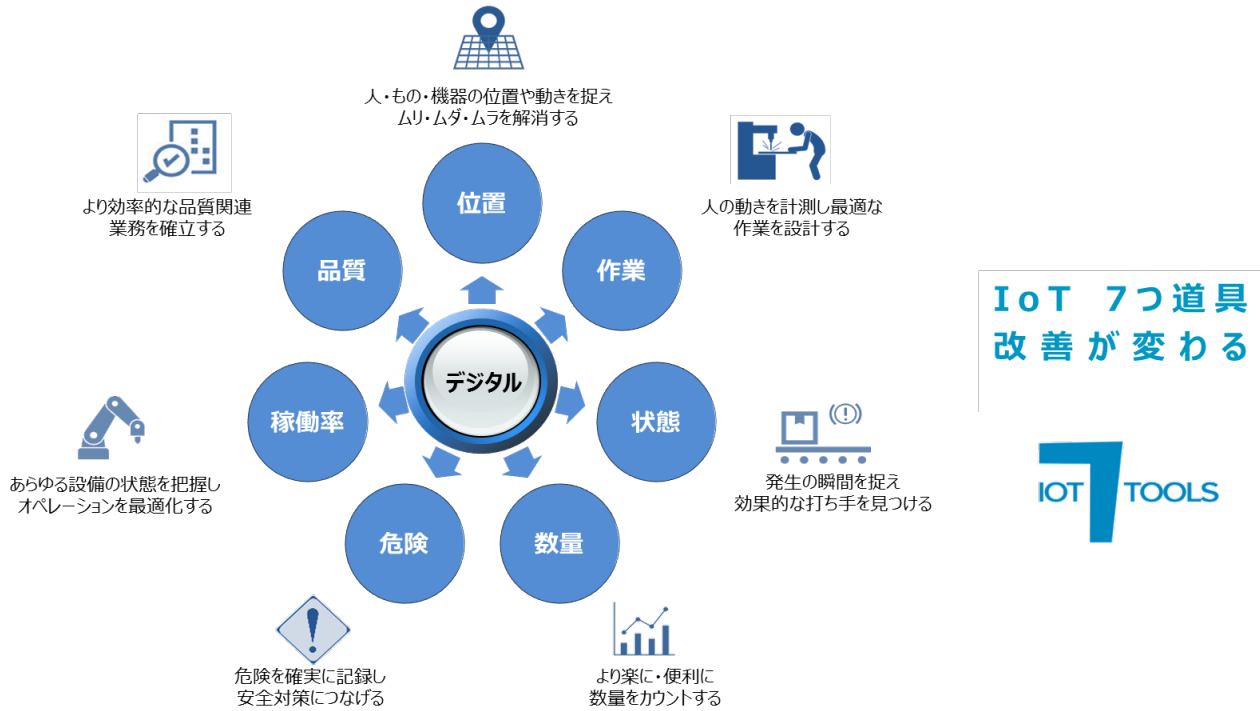 人・もの・機器の位置や動きを捉え
ムリ・ムダ・ムラを解消する
位置
人の動きを計測し最適な
作業を設計する
作業
発生の瞬間を捉え
効果的な打ち手を見つける
状態
より楽に・便利に
数量をカウントする
数量
危険を確実に記録し
安全対策につなげる
危険
あらゆる設備の状態を把握し
オペレーションを最適化する
稼働率
より効率的な品質関連
業務を確立する
品質
デジタル
IoT 7つ道具
改善が変わる
IOT 7 TOOLS